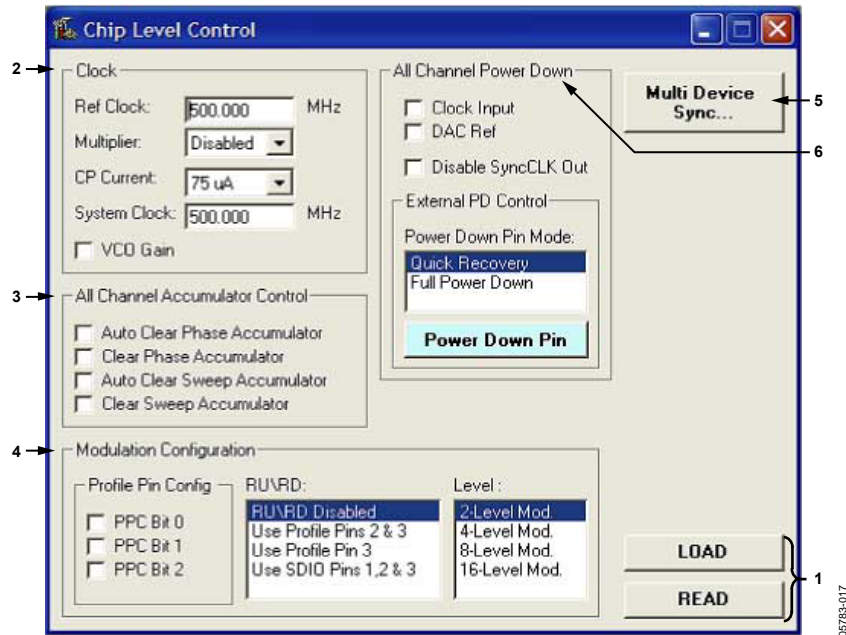 Chip Level Control
2
Clock
Ref Clock: 500.000 MHz
Multiplier: Disabled
CP Current: 75 uA
System Clock: 500.000 MHz
VCO Gain
3
All Channel Accumulator Control
Auto Clear Phase Accumulator
Clear Phase Accumulator
Auto Clear Sweep Accumulator
Clear Sweep Accumulator
All Channel Power Down
Clock Input
DAC Ref
Disable SyncCLK Out
External PD Control
Power Down Pin Mode:
Quick Recovery
Full Power Down
Power Down Pin
Multi Device
Sync...
5
6
4
Modulation Configuration
Profile Pin Config
PPC Bit 0
PPC Bit 1
PPC Bit 2
RU\RD:
RU\RD Disabled
Use Profile Pins 2 & 3
Use Profile Pin 3
Use SDIO Pins 1,2 & 3
Level :
2-Level Mod.
4-Level Mod.
8-Level Mod.
16-Level Mod.
LOAD
READ
1
05783-017